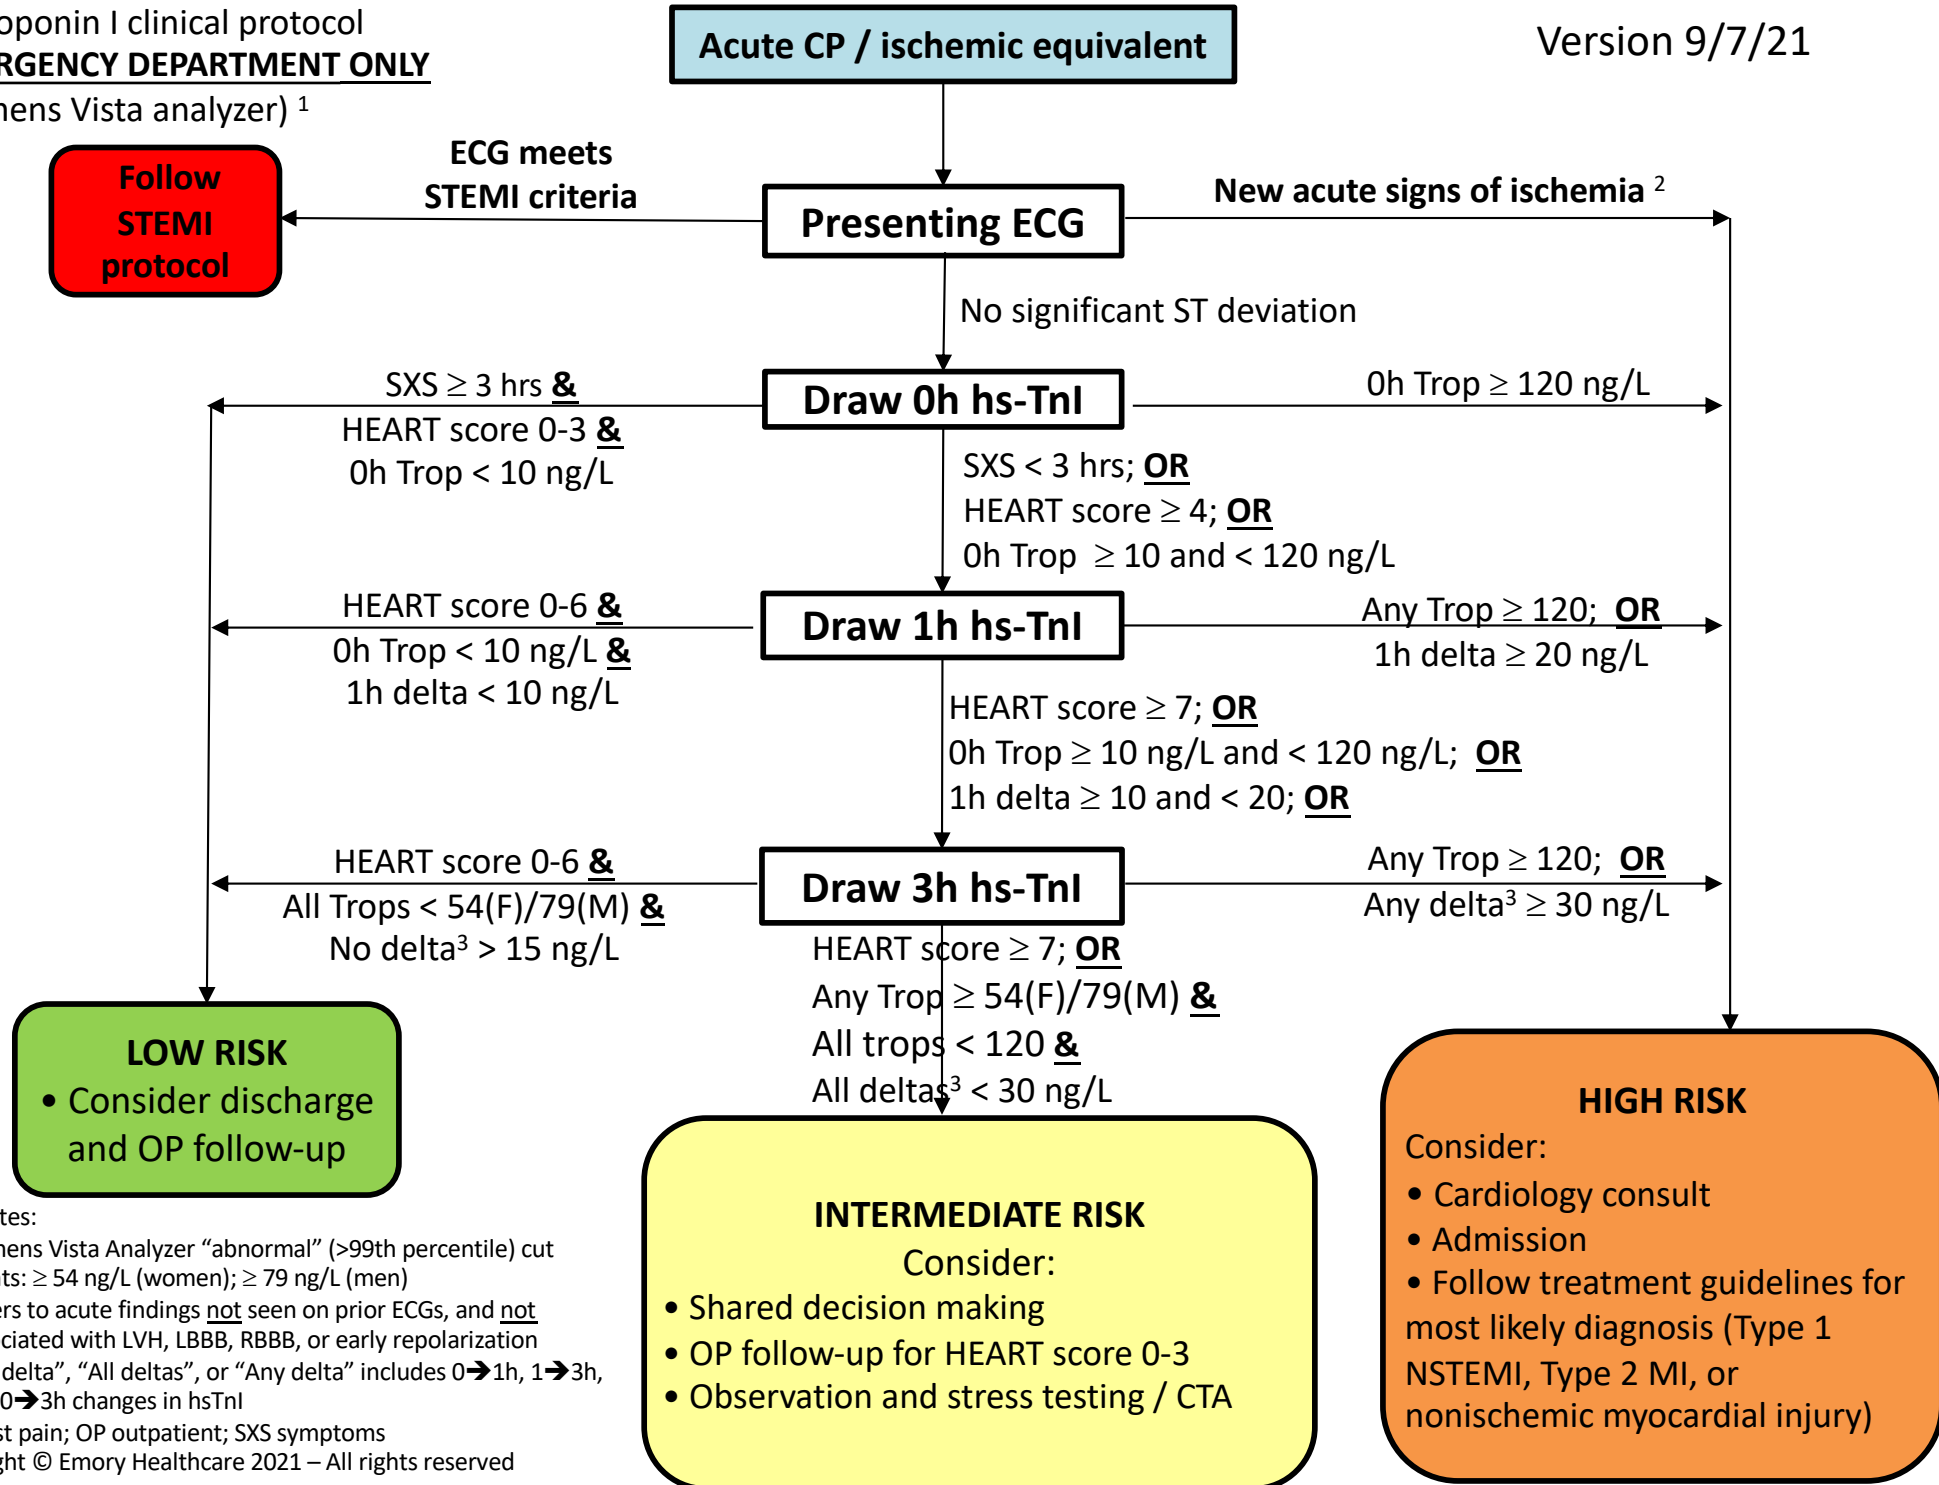 oponin I clinical protocol
RGENCY DEPARTMENT ONLY
nens Vista analyzer) 1
Acute CP / ischemic equivalent
Version 9/7/21
Follow
STEMI
protocol
ECG meets
STEMI criteria
Presenting ECG
New acute signs of ischemia 2
No significant ST deviation
SXS ≥ 3 hrs &
HEART score 0-3 &
0h Trop < 10 ng/L
Draw 0h hs-TnI
0h Trop ≥ 120 ng/L
SXS < 3 hrs; OR
HEART score ≥ 4; OR
0h Trop ≥ 10 and < 120 ng/L
HEART score 0-6 &
0h Trop < 10 ng/L &
1h delta < 10 ng/L
Draw 1h hs-TnI
Any Trop ≥ 120; OR
1h delta ≥ 20 ng/L
HEART score ≥ 7; OR
0h Trop ≥ 10 ng/L and < 120 ng/L; OR
1h delta ≥ 10 and < 20; OR
HEART score 0-6 &
All Trops < 54(F)/79(M) &
No delta3 > 15 ng/L
Draw 3h hs-TnI
Any Trop ≥ 120; OR
Any delta3 ≥ 30 ng/L
HEART score ≥ 7; OR
Any Trop ≥ 54(F)/79(M) &
All trops < 120 &
All deltas3 < 30 ng/L
LOW RISK
• Consider discharge
and OP follow-up
INTERMEDIATE RISK
Consider:
• Shared decision making
• OP follow-up for HEART score 0-3
• Observation and stress testing / CTA
HIGH RISK
Consider:
• Cardiology consult
• Admission
• Follow treatment guidelines for
most likely diagnosis (Type 1
NSTEMI, Type 2 MI, or
nonischemic myocardial injury)
tes:
nens Vista Analyzer “abnormal” (>99th percentile) cut
ts: ≥ 54 ng/L (women); ≥ 79 ng/L (men)
ers to acute findings not seen on prior ECGs, and not
ociated with LVH, LBBB, RBBB, or early repolarization
delta”, “All deltas”, or “Any delta” includes 0➔1h, 1➔3h,
0➔3h changes in hsTnI
st pain; OP outpatient; SXS symptoms
ght © Emory Healthcare 2021 – All rights reserved